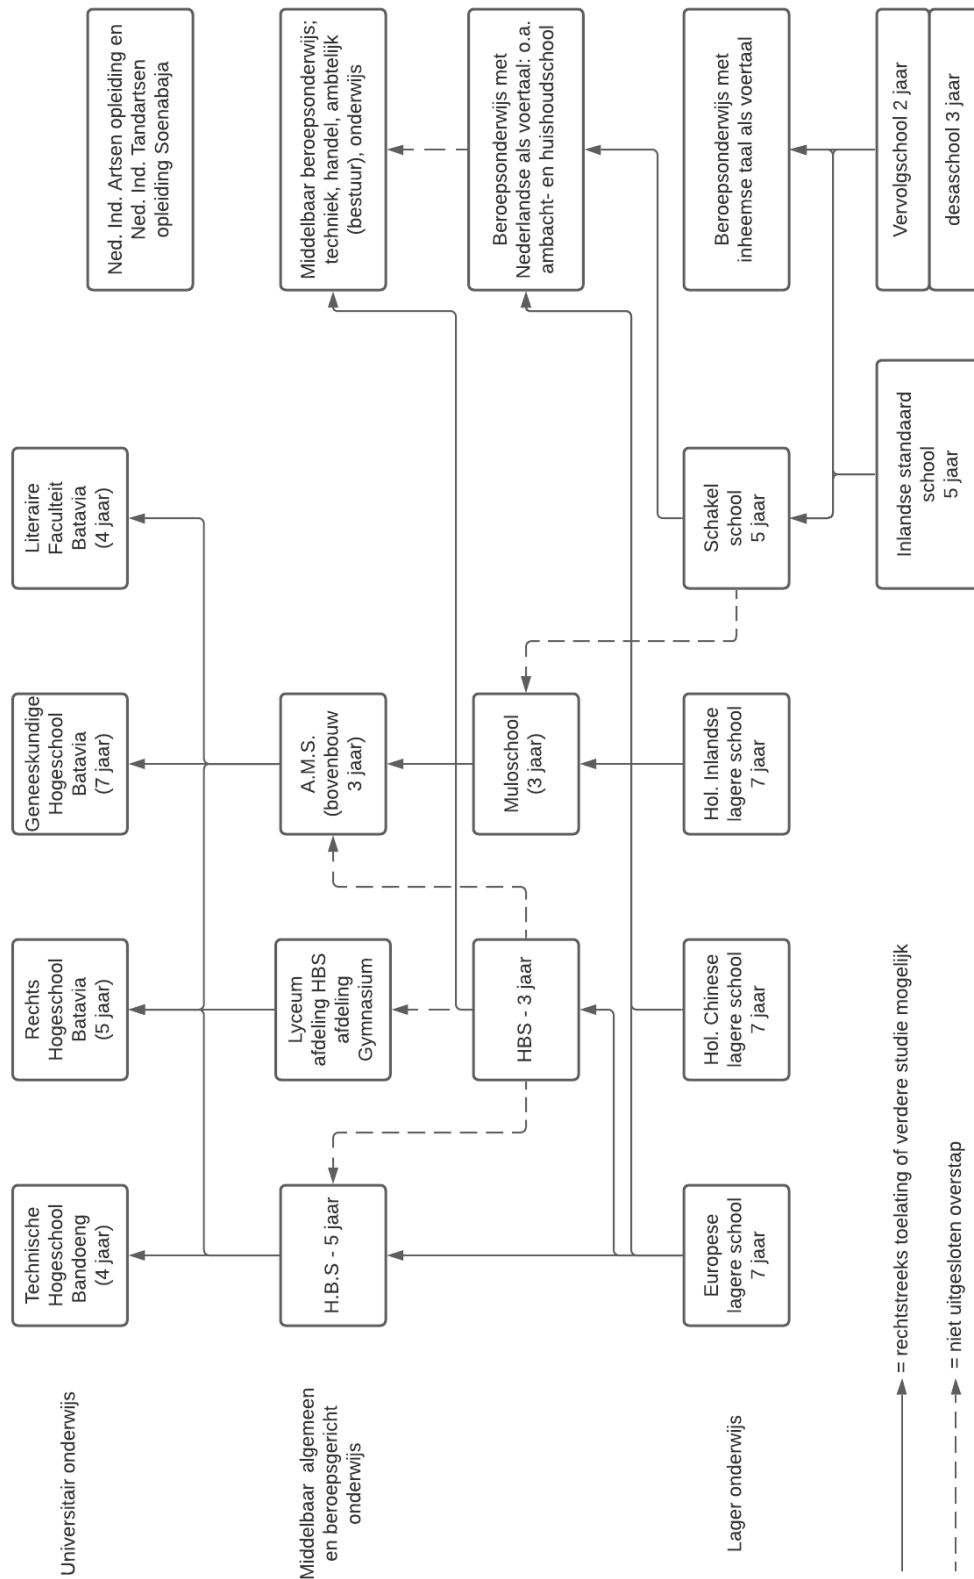 Universitair onderwijs
Technische
Hogeschool
Bandoeng
(4 jaar)
Rechts
Hogeschool
Batavia
(5 jaar)
Geneeskundige
Hogeschool
Batavia
(7 jaar)
Literaire
Faculteit
Batavia
(4 jaar)
Ned. Ind. Artsen opleiding en
Ned. Ind. Tandartsen
opleiding Soenabaja
Middelbaar algemeen
en beroepsgericht
onderwijs
H.B.S - 5 jaar
Lyceum
afdeling HBS
afdeling
Gymnasium
A.M.S.
(bovenbouw
3 jaar)
Middelbaar beroepsonderwijs;
techniek, handel, ambtelijk
(bestuur), onderwijs
HBS - 3 jaar
Muloschool
(3 jaar)
Beroepsonderwijs met
Nederlandse als voertaal: o.a.
ambacht- en huishoudschool
Lager onderwijs
Europese
lagere school
7 jaar
Hol. Chinese
lagere school
7 jaar
Hol. Inlandse
lagere school
7 jaar
Schakel
school
5 jaar
Beroepsonderwijs met
inheemse taal als voertaal
Inlandse standaard
school
5 jaar
Vervolgschool 2 jaar
desaschool 3 jaar
= rechtstreeks toelating of verdere studie mogelijk
= niet uitgesloten overstap